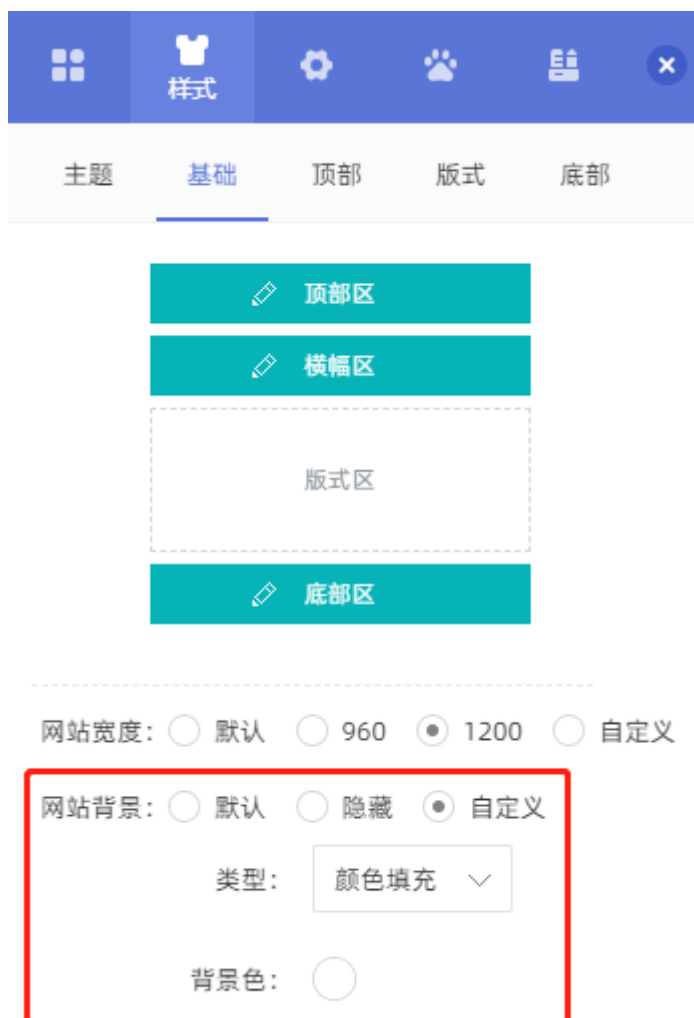 样式
主题 基础 顶部 版式 底部
顶部区
横幅区
版式区
底部区
网站宽度: 默认 960 1200 自定义
网站背景: 默认 隐藏 自定义
类型: 颜色填充
背景色: